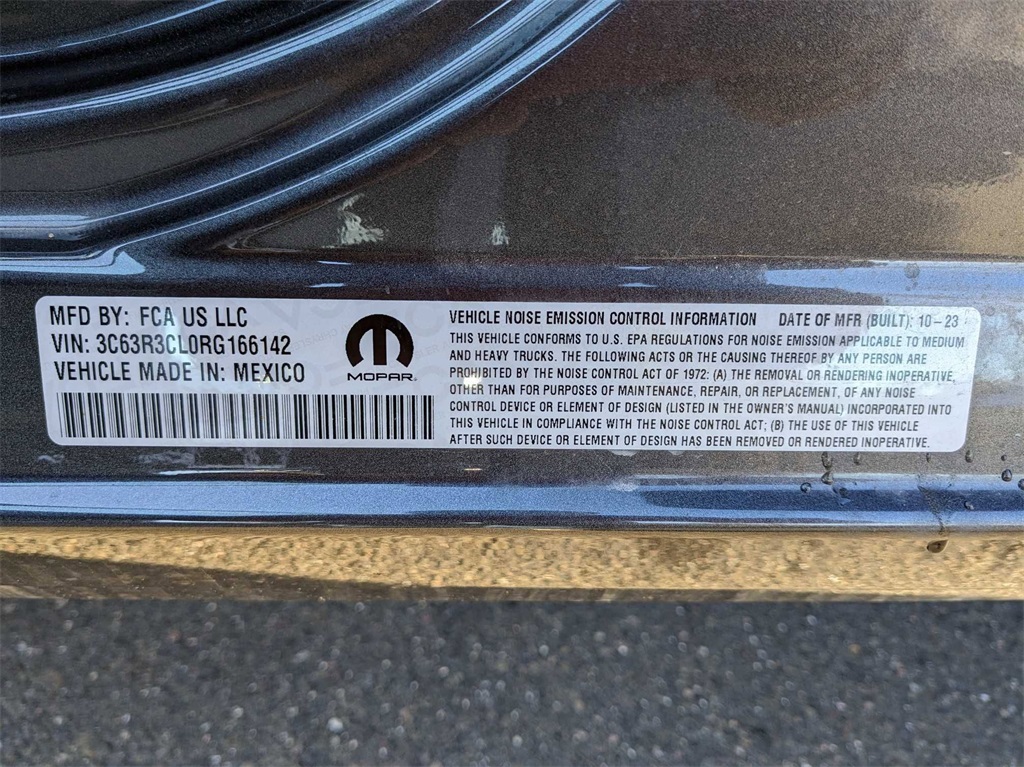 MFD BY: FCA US LLC
VIN: 3C63R3CL0RG166142
VEHICLE MADE IN: MEXICO
MOPAR
VEHICLE NOISE EMISSION CONTROL INFORMATION DATE OF MFR (BUILT): 10-23
THIS VEHICLE CONFORMS TO U.S. EPA REGULATIONS FOR NOISE EMISSION APPLICABLE TO MEDIUM
AND HEAVY TRUCKS. THE FOLLOWING ACTS OR THE CAUSING THEREOF BY ANY PERSON ARE
PROHIBITED BY THE NOISE CONTROL ACT OF 1972: (A) THE REMOVAL OR RENDERING INOPERATIVE,
OTHER THAN FOR PURPOSES OF MAINTENANCE, REPAIR, OR REPLACEMENT, OF ANY NOISE
CONTROL DEVICE OR ELEMENT OF DESIGN (LISTED IN THE OWNER'S MANUAL) INCORPORATED INTO
THIS VEHICLE IN COMPLIANCE WITH THE NOISE CONTROL ACT; (B) THE USE OF THIS VEHICLE
AFTER SUCH DEVICE OR ELEMENT OF DESIGN HAS BEEN REMOVED OR RENDERED INOPERATIVE.